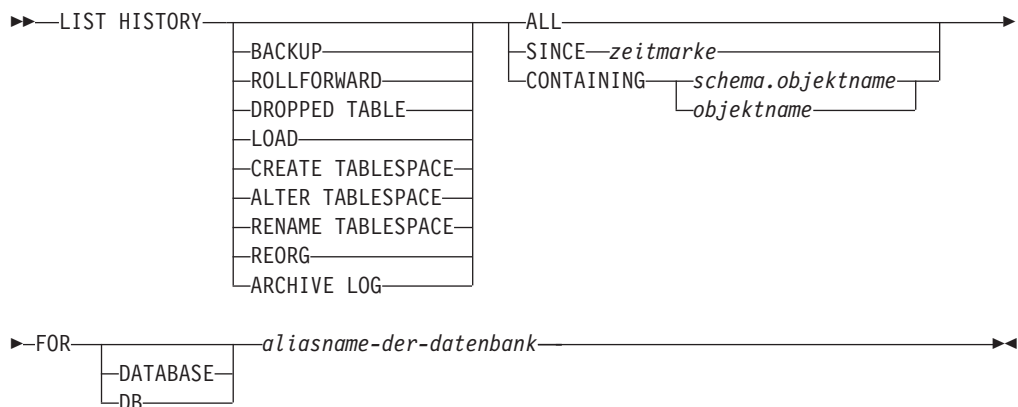 LIST HISTORY
BACKUP
ROLLFORWARD
DROPPED TABLE
LOAD
CREATE TABLESPACE
ALTER TABLESPACE
RENAME TABLESPACE
REORG
ARCHIVE LOG
ALL
SINCE zeitmarke
CONTAINING schema.objektname
objektname
FOR aliasname-der-datenbank
DATABASE
DB